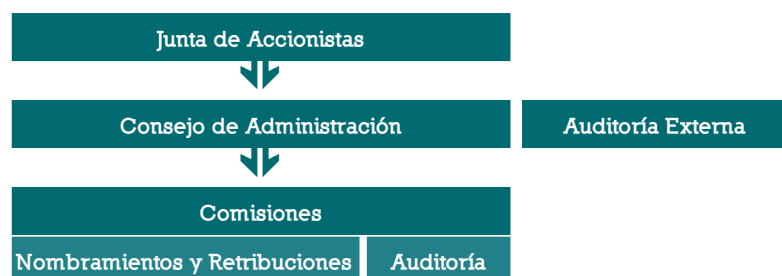 Junta de Accionistas
Consejo de Administración
Auditoría Externa
Comisiones
Nombramientos y Retribuciones
Auditoría